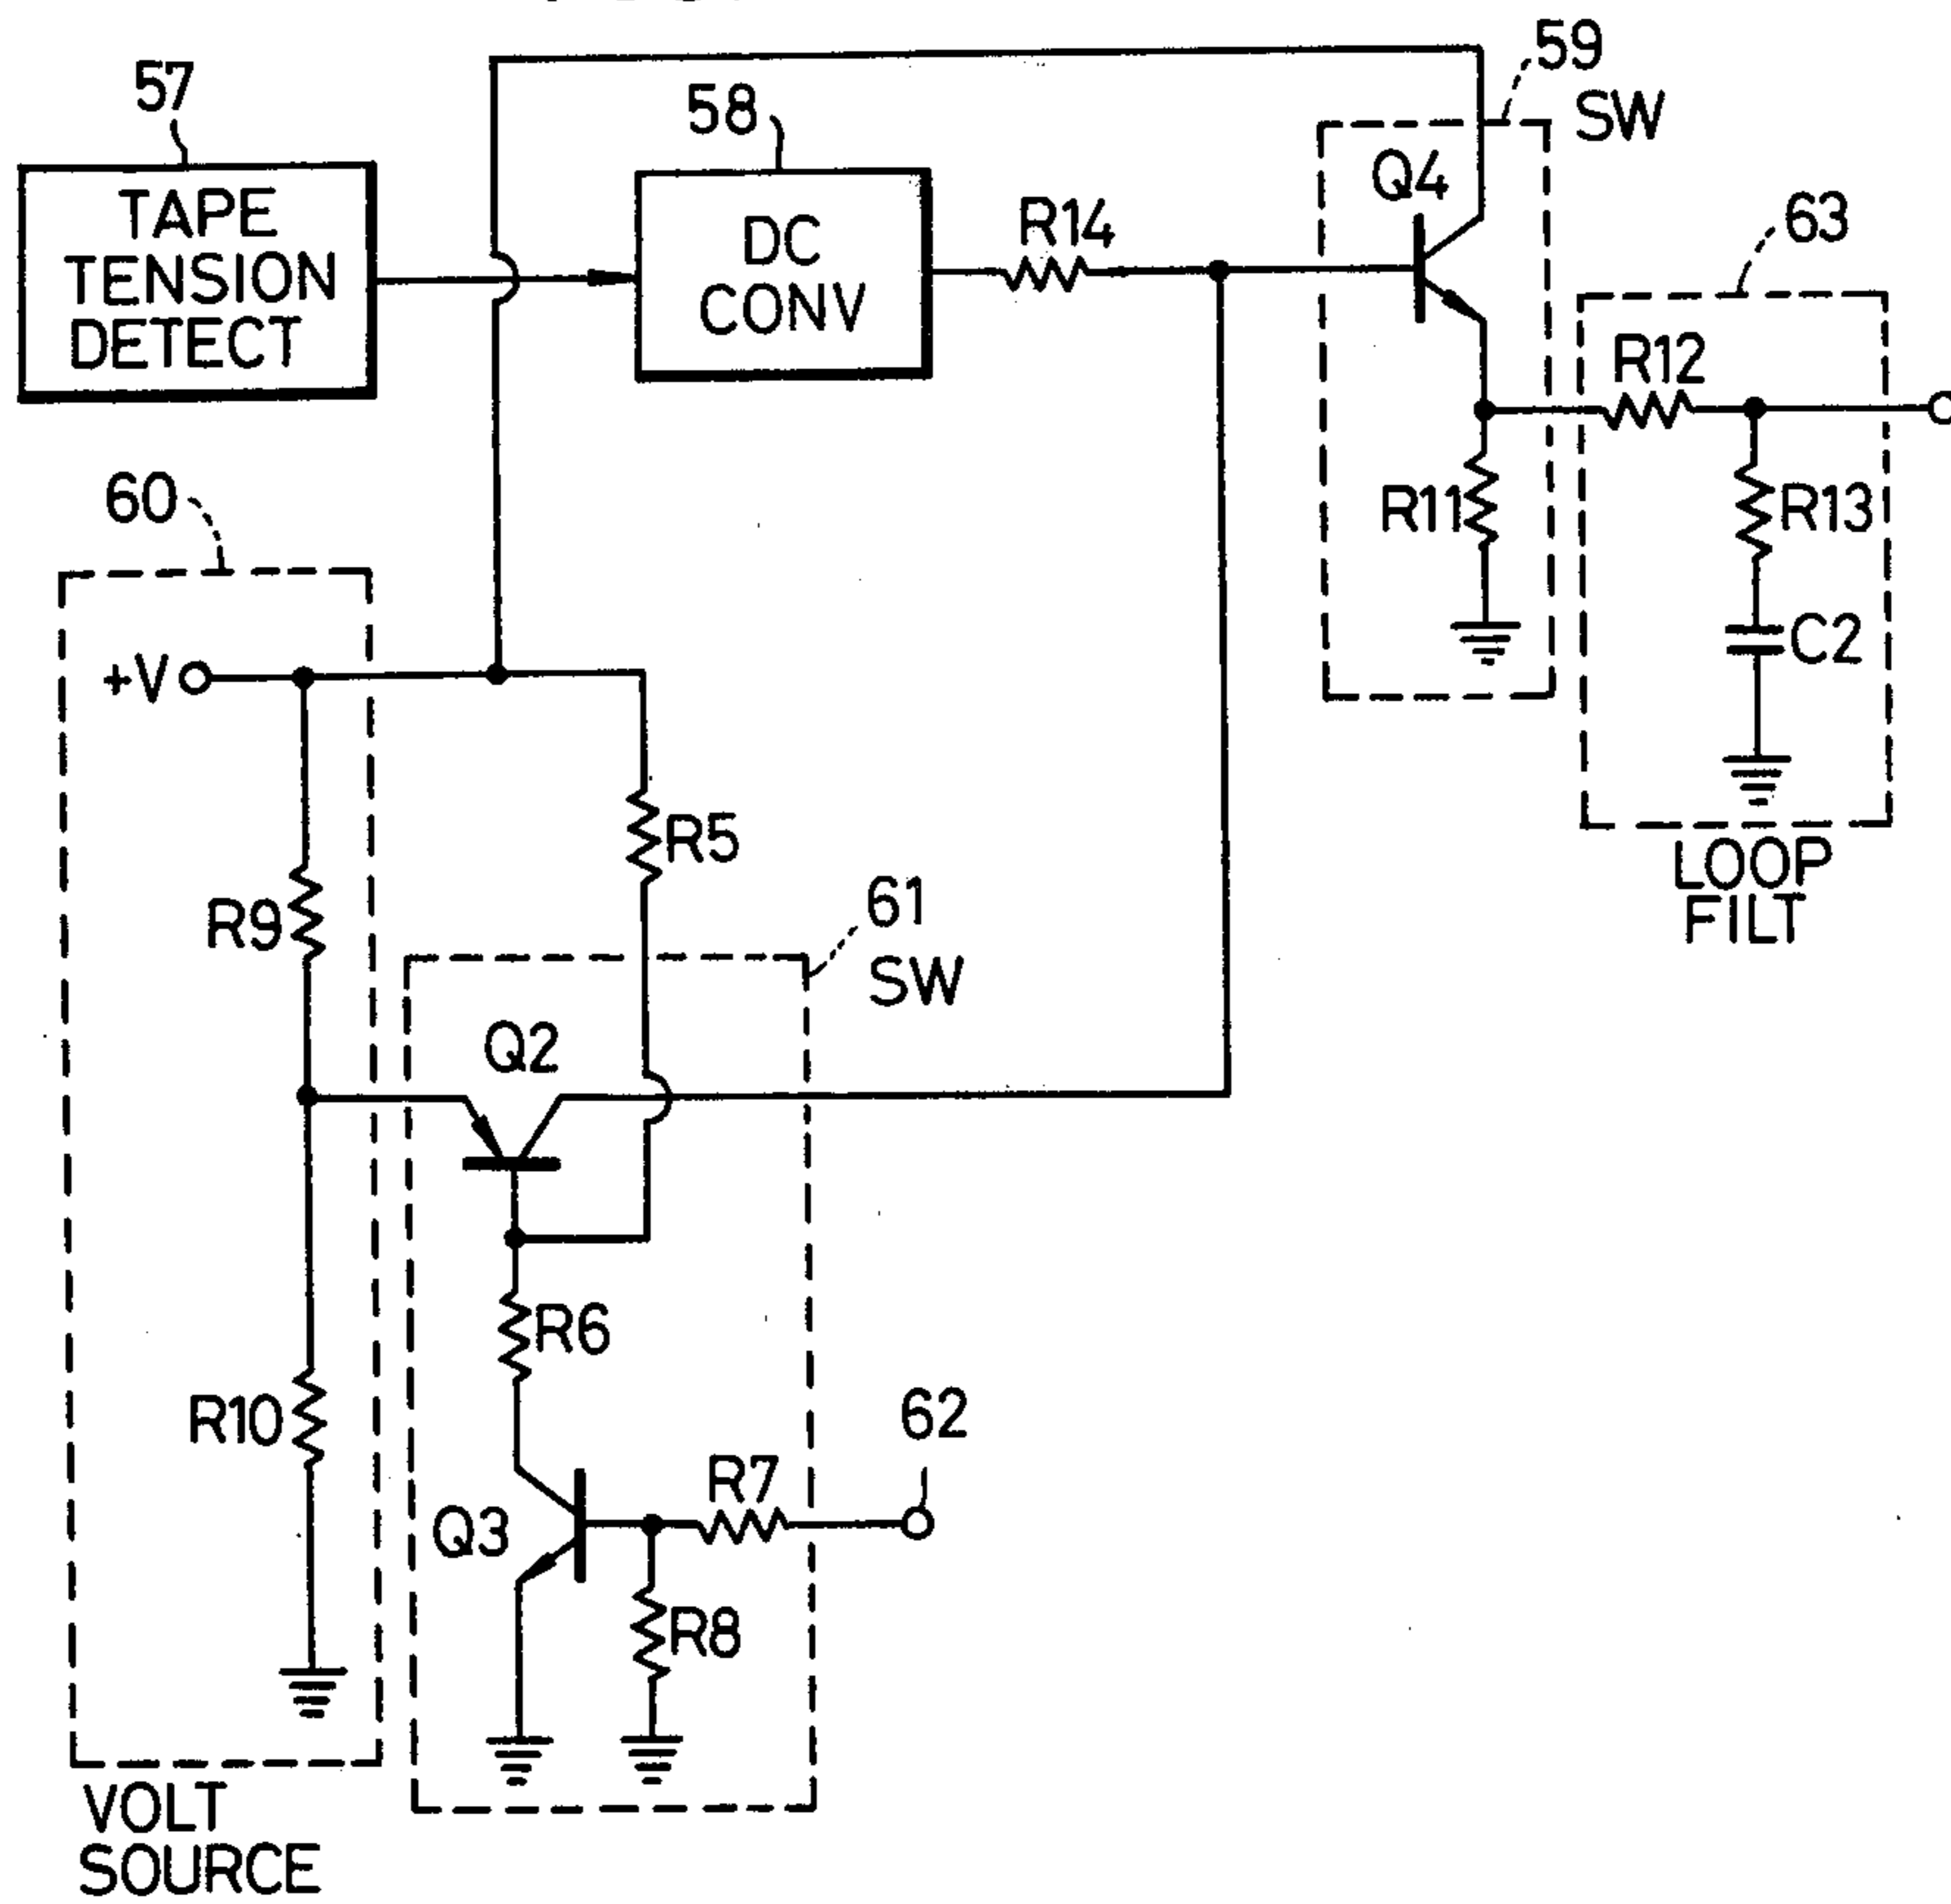 57
58
59
SW
TAPE
TENSION
DETECT
DC
CONV
R14
Q4
63
R12
R11
R13
C2
LOOP
FILT
60
+V
R5
R9
61
SW
Q2
R6
R10
62
R7
Q3
R8
VOLT
SOURCE